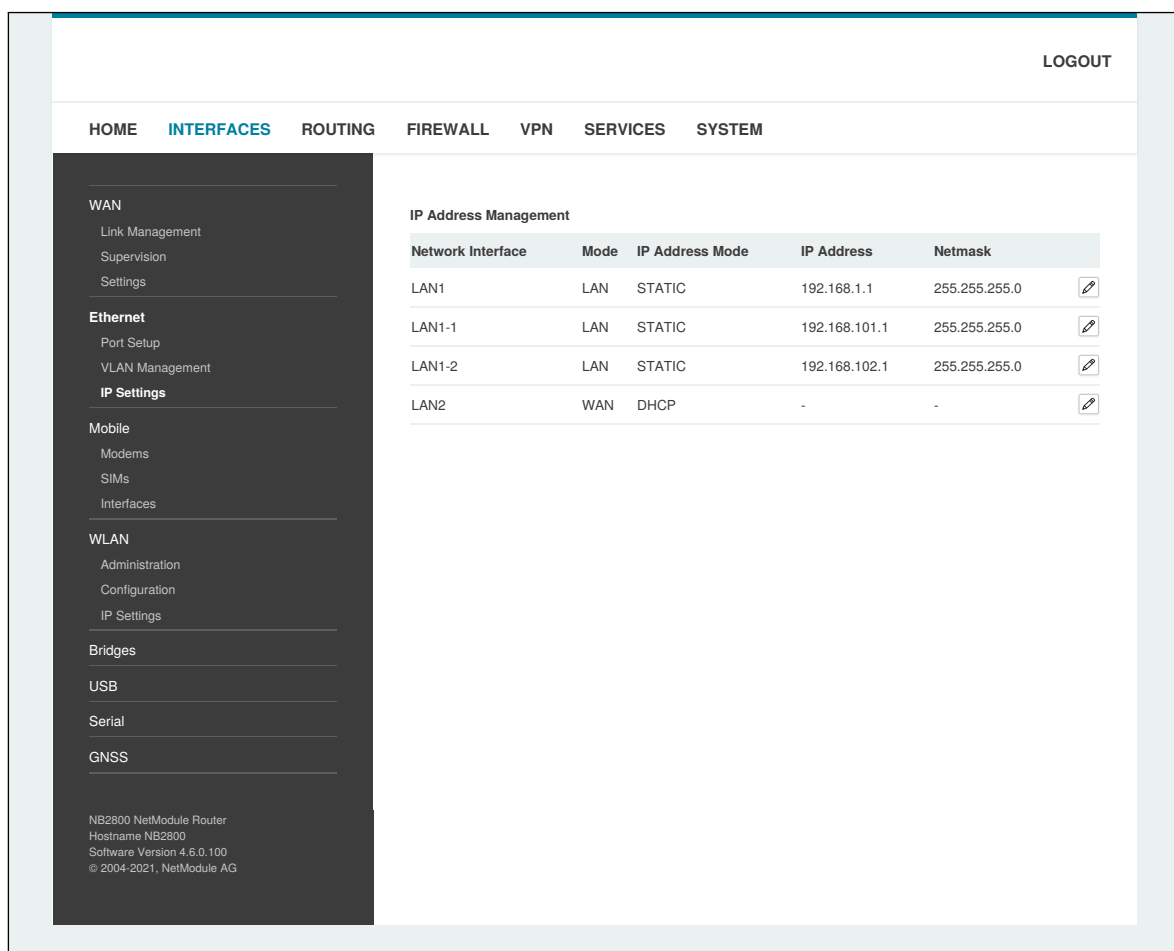 LOGOUT
HOME INTERFACES ROUTING FIREWALL VPN SERVICES SYSTEM
WAN
Link Management
Supervision
Settings
Ethernet
Port Setup
VLAN Management
IP Settings
Mobile
Modems
SIMs
Interfaces
WLAN
Administration
Configuration
IP Settings
Bridges
USB
Serial
GNSS
NB2800 NetModule Router
Hostname NB2800
Software Version 4.6.0.100
© 2004-2021, NetModule AG
IP Address Management
Network Interface Mode IP Address Mode IP Address Netmask
LAN1 LAN STATIC 192.168.1.1 255.255.255.0
LAN1-1 LAN STATIC 192.168.101.1 255.255.255.0
LAN1-2 LAN STATIC 192.168.102.1 255.255.255.0
LAN2 WAN DHCP - -